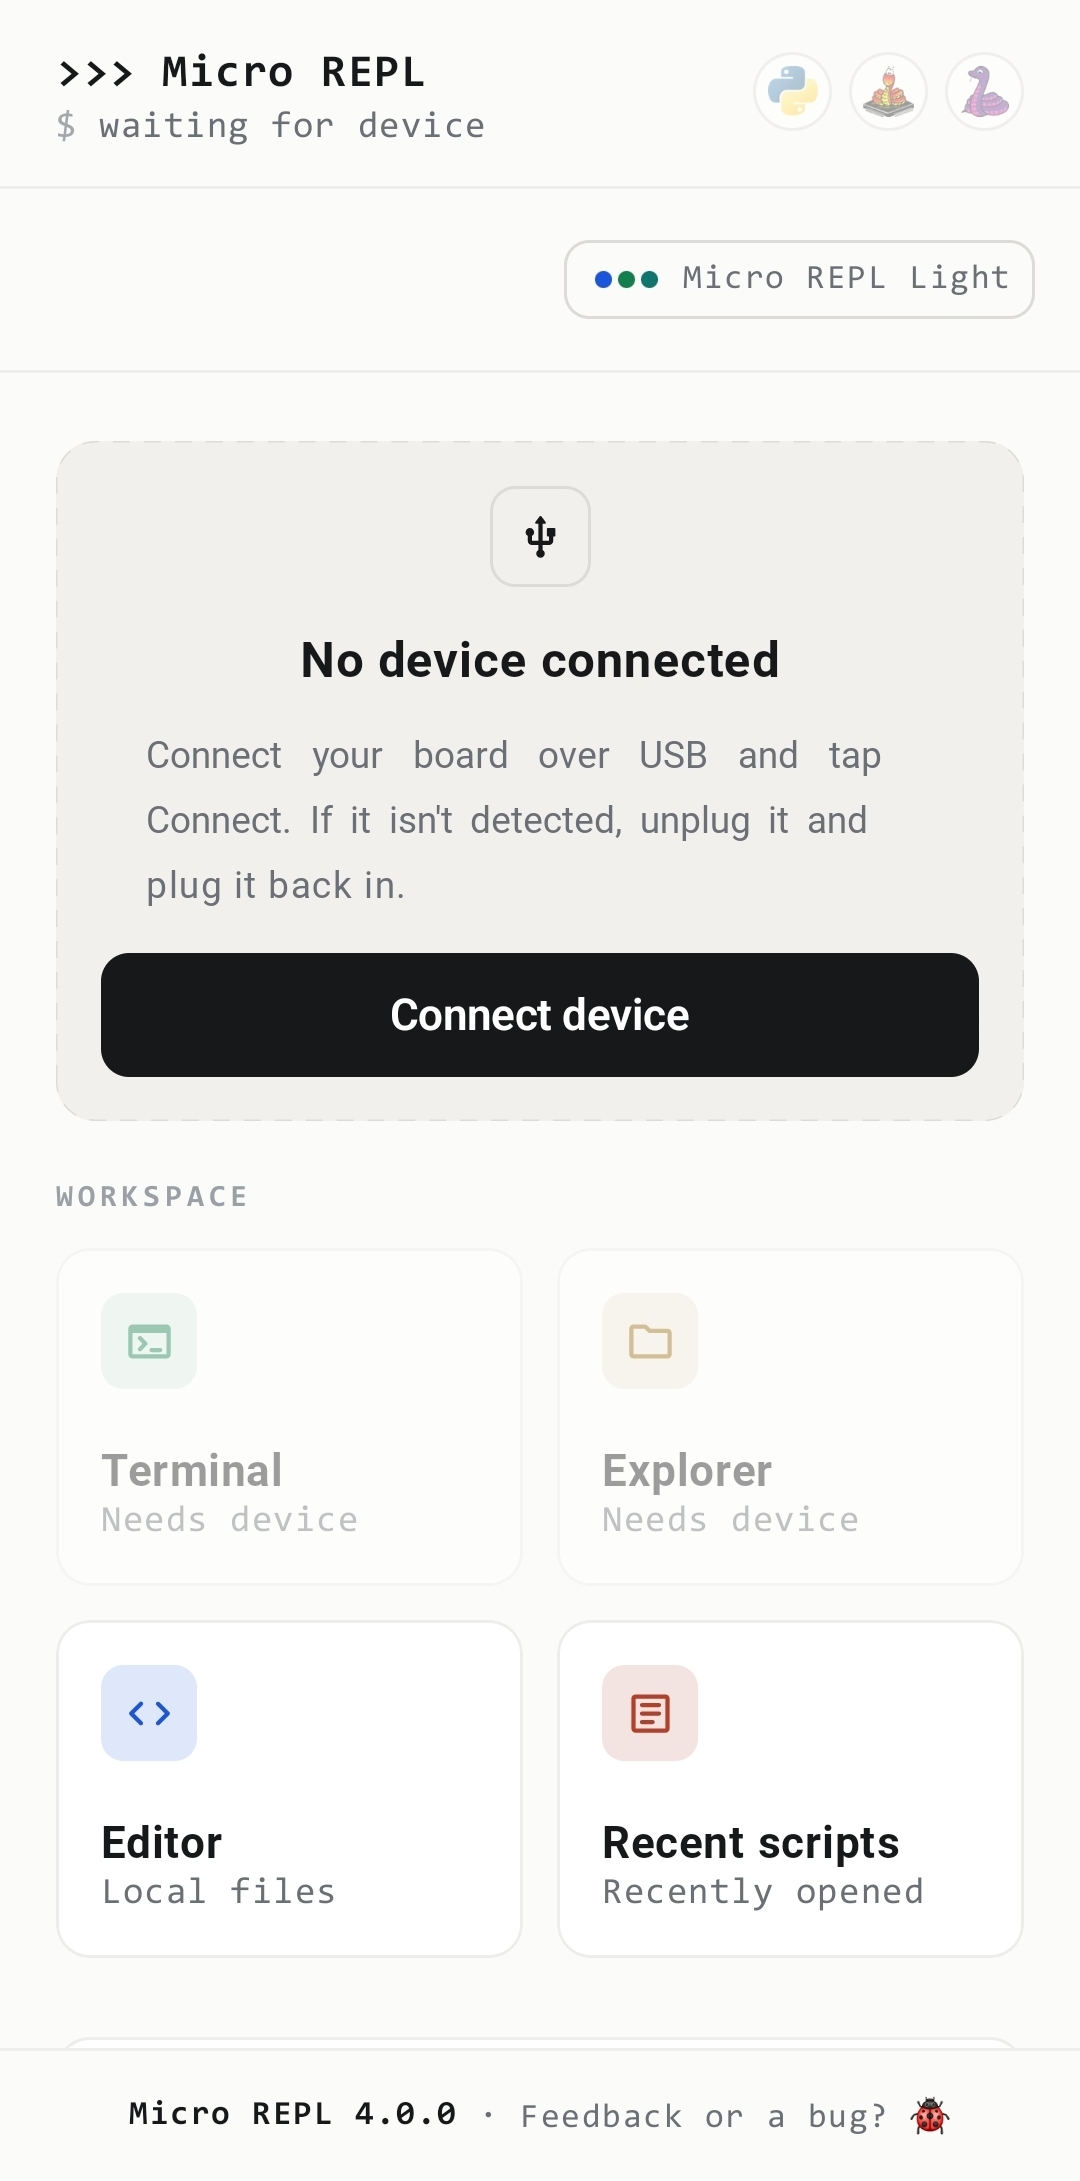 >>> Micro REPL
$ waiting for device
Micro REPL Light
No device connected
Connect your board over USB and tap
Connect. If it isn't detected, unplug it and
plug it back in.
Connect device
WORKSPACE
Terminal
Needs device
Explorer
Needs device
Editor
Local files
Recent scripts
Recently opened
Micro REPL 4.0.0 · Feedback or a bug? 🐞